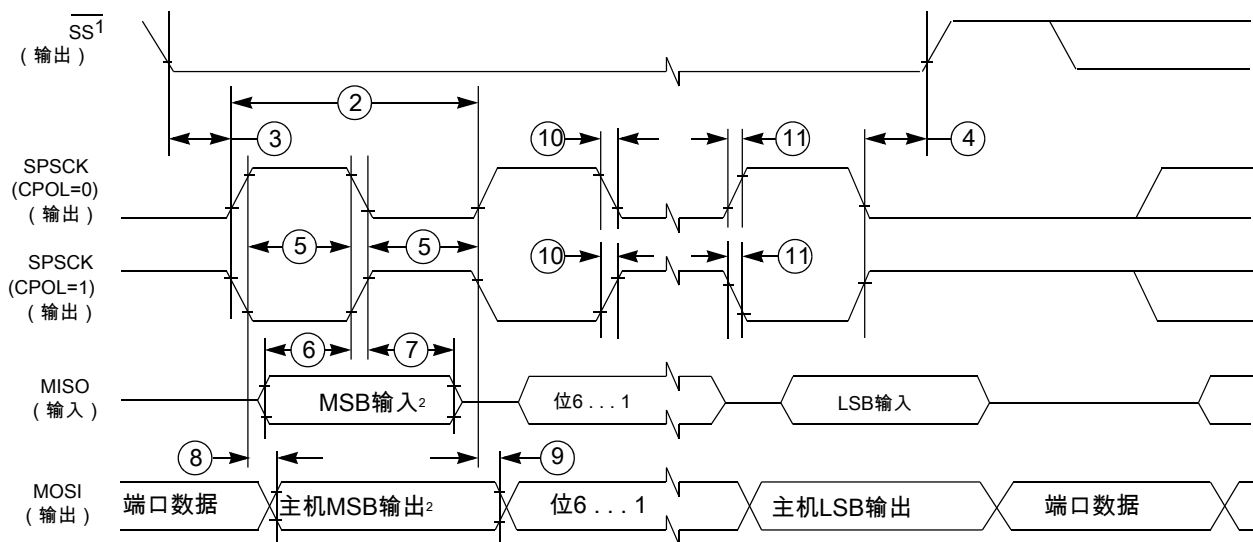 SS1
（输出）
②
③
⑩
⑪
④
SPSCK
(CPOL=0)
（输出）
⑤
⑤
SPSCK
(CPOL=1)
（输出）
⑩
⑪
⑥
⑦
MISO
（输入）
MSB输入2
位6 . . . 1
LSB输入
⑧
⑨
MOSI
（输出）
端口数据
主机MSB输出2
位6 . . . 1
主机LSB输出
端口数据